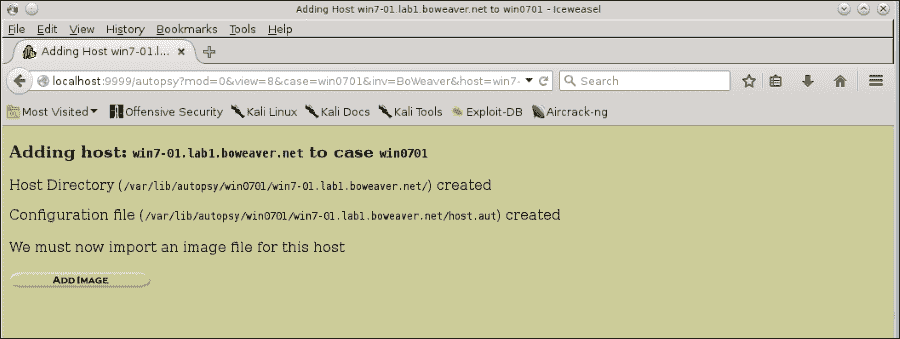 Adding Host win7-01.lab1.boweaver.net to win0701 - Iceweasel
File Edit View History Bookmarks Tools Help
Adding Host win7-01.l...
localhost:9999/autopsy?mod=0&view=8&case=win0701&inv=BoWeaver&host=win7-
Search
Most Visited Offensive Security Kali Linux Kali Docs Kali Tools Exploit-DB Aircrack-ng
Adding host: win7-01.lab1.boweaver.net to case win0701
Host Directory (/var/lib/autopsy/win0701/win7-01.lab1.boweaver.net/) created
Configuration file (/var/lib/autopsy/win0701/win7-01.lab1.boweaver.net/host.aut) created
We must now import an image file for this host
ADD IMAGE